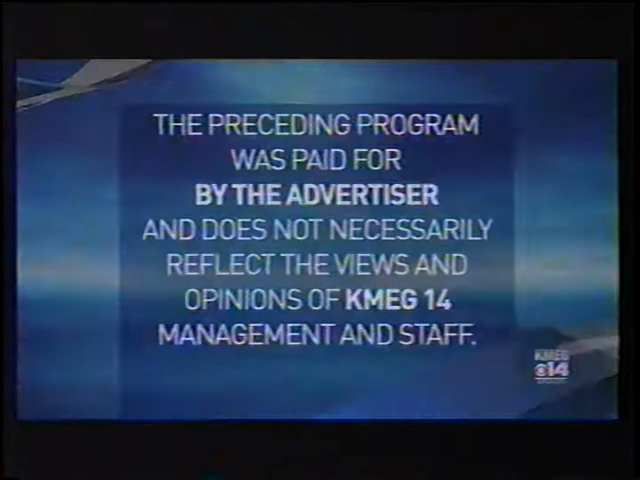 THE PRECEDING PROGRAM
WAS PAID FOR
BY THE ADVERTISER
AND DOES NOT NECESSARILY
REFLECT THE VIEWS AND
OPINIONS OF KMEG 14
MANAGEMENT AND STAFF.
KMEG
14